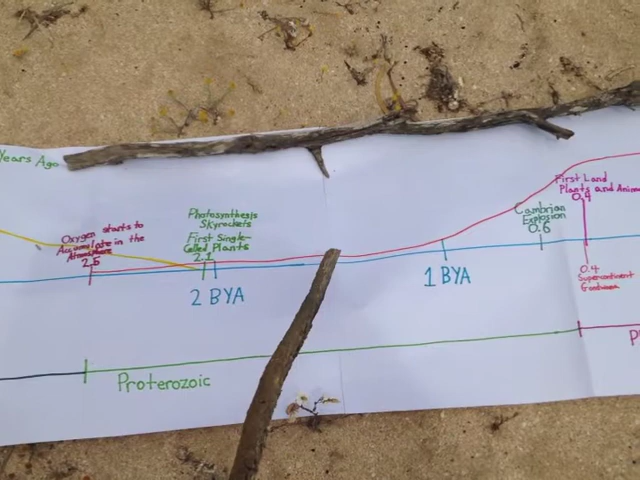 Years Ago
Oxygen starts to
Accumulate in the
Atmosphere
2.5
Photosynthesis
Skyrockets
First Single-
Celled Plants
2.1
2 BYA
1 BYA
Cambrian
Explosion
0.6
First Land
Plants and Anima
0.4
0.4
Supercontinent
Gondwana
Proterozoic
P